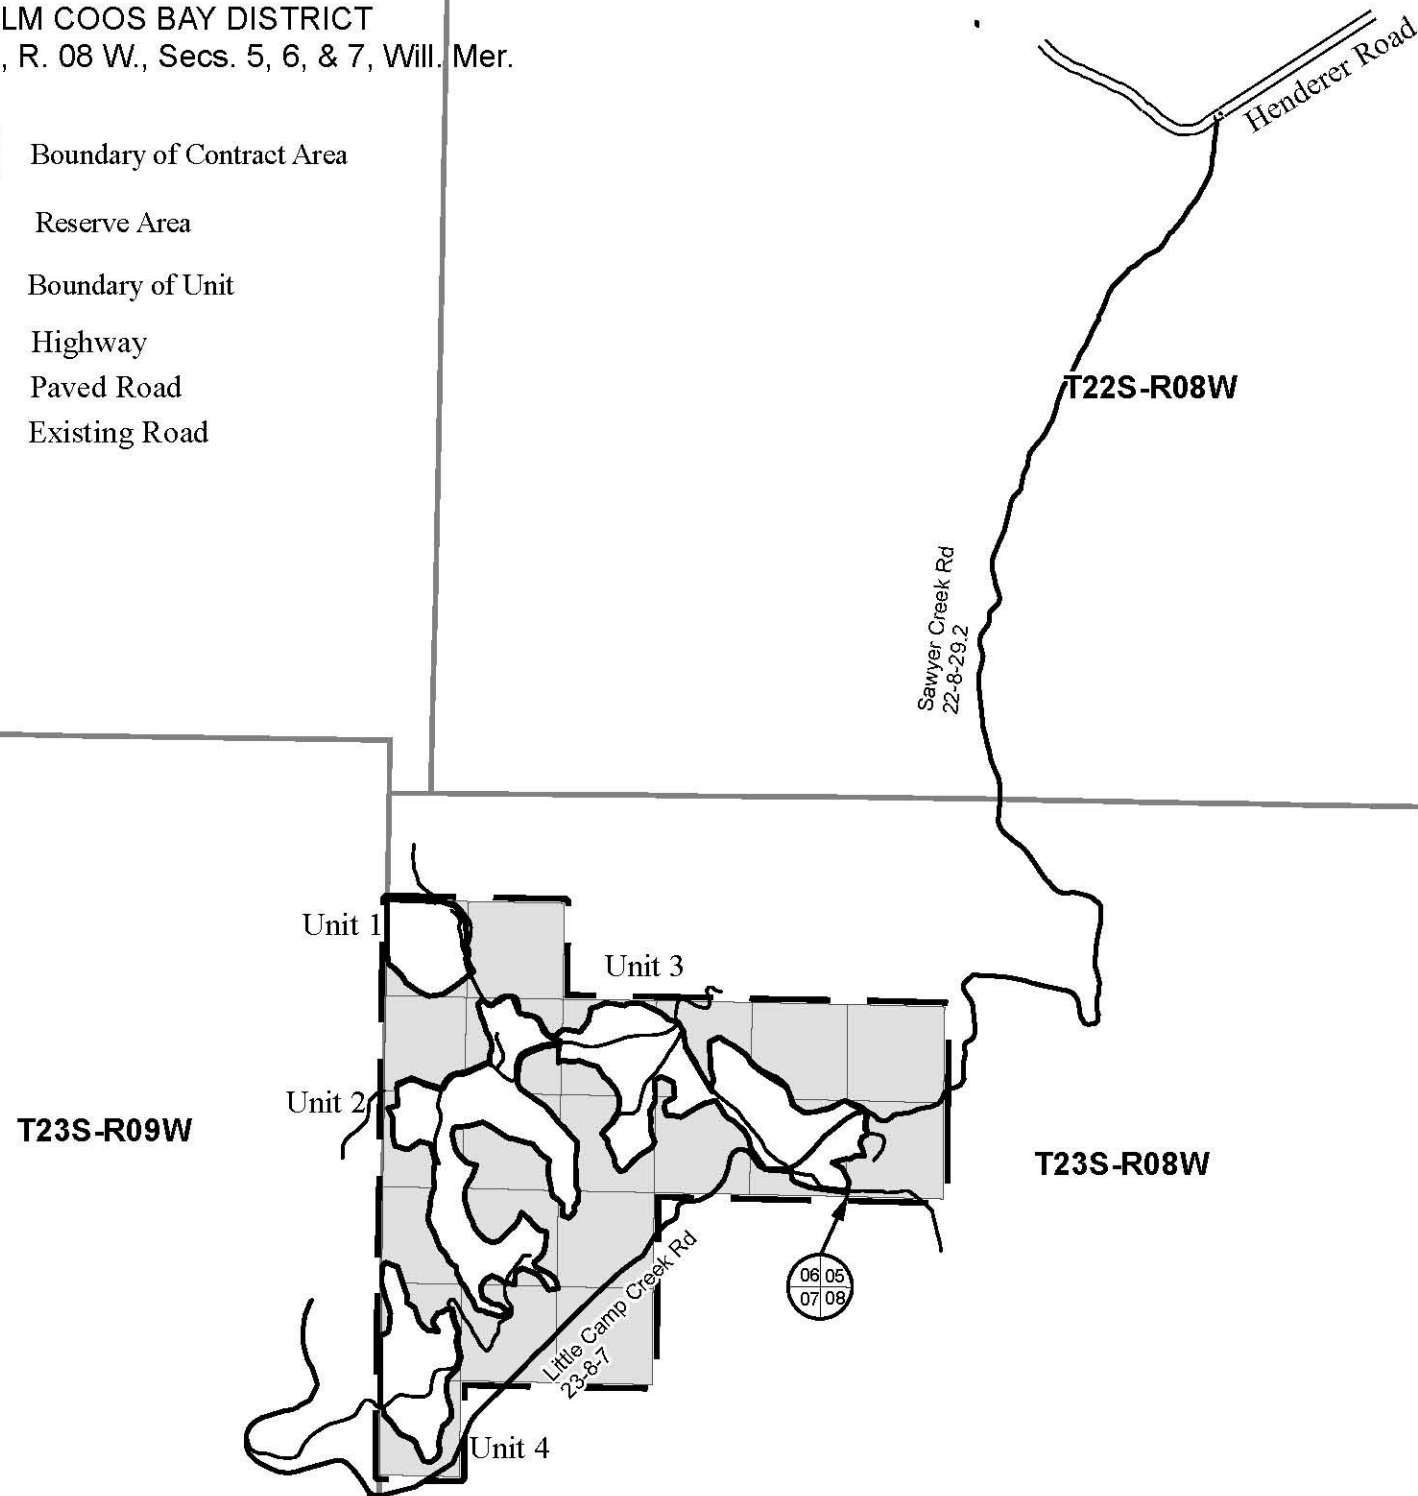 LM COOS BAY DISTRICT
, R. 08 W., Secs. 5, 6, & 7, Will. Mer.
Henderer Road
Boundary of Contract Area
Reserve Area
Boundary of Unit
Highway
Paved Road
Existing Road
T22S-R08W
Sawyer Creek Rd
22-8-29.2
Unit 1
Unit 3
Unit 2
T23S-R09W
T23S-R08W
06 05
07 08
Little Camp Creek Rd
23-8-7
Unit 4